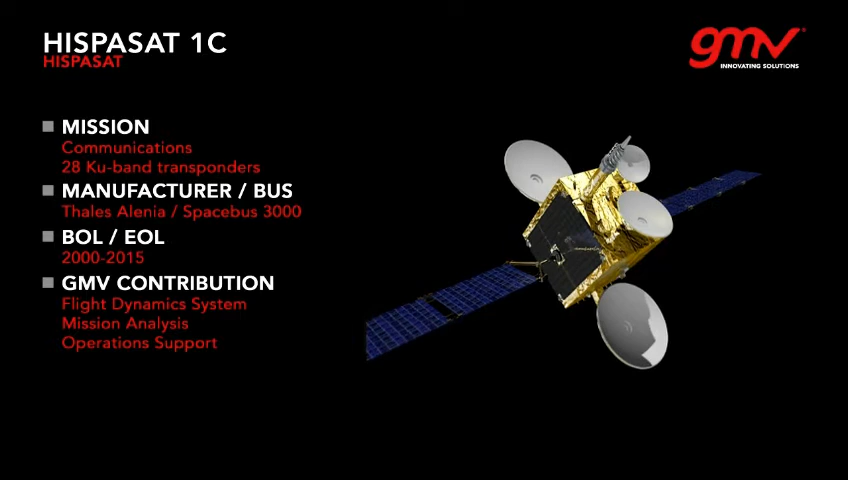 HISPASAT 1C
HISPASAT
gmv
INNOVATING SOLUTIONS
MISSION
Communications
28 Ku-band transponders
MANUFACTURER / BUS
Thales Alenia / Spacebus 3000
BOL / EOL
2000-2015
GMV CONTRIBUTION
Flight Dynamics System
Mission Analysis
Operations Support